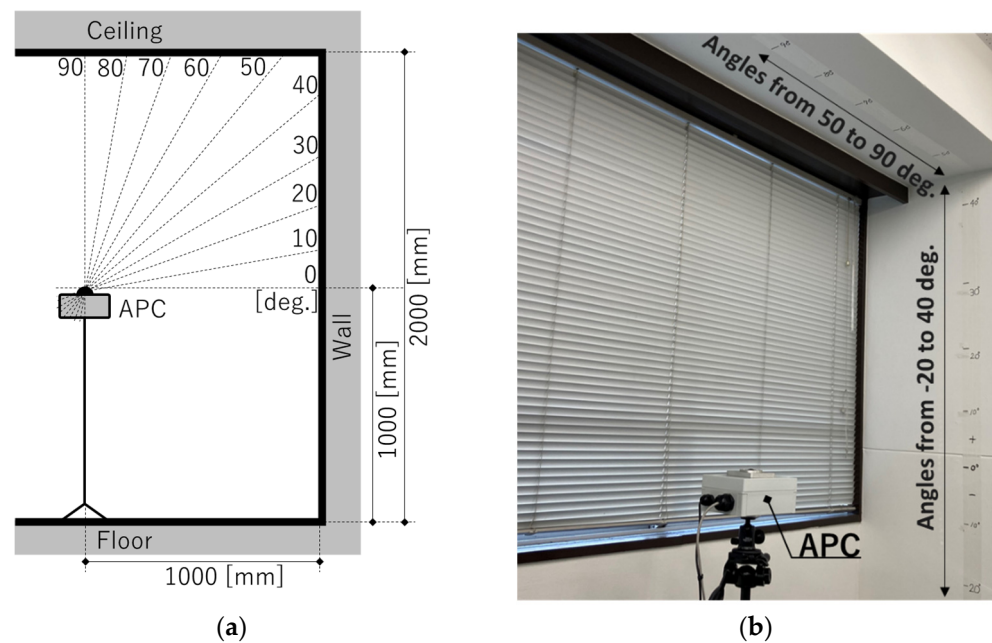 Ceiling
90 80 70 60 50
40
30
20
10
0
[deg.]
APC
Wall
2000 [mm]
1000 [mm]
Floor
1000 [mm]
(a)
Angles from 50 to 90 deg.
Angles from -20 to 40 deg.
40
30
20
10°
+
0°
-
10°
20
APC
(b)